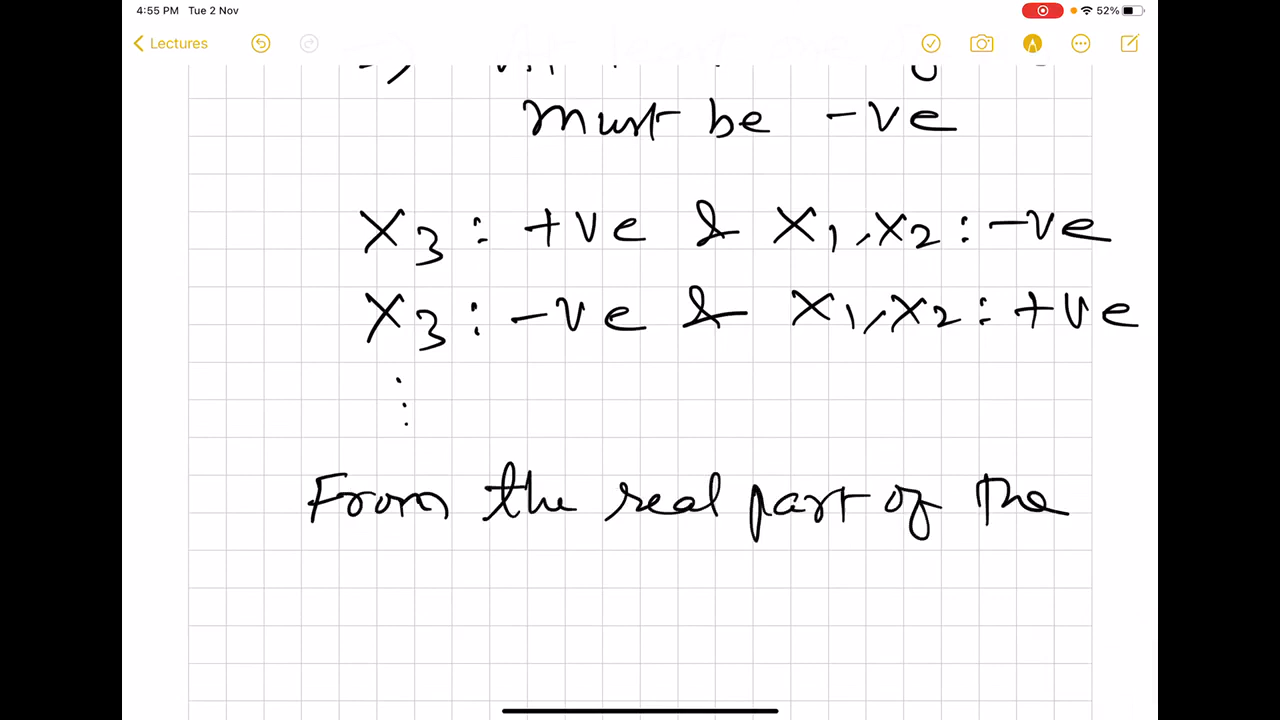 4:55 PM Tue 2 Nov
52%
Lectures
must be -ve
X3 : +ve & X1, X2 : -ve
X3 : -ve & X1, X2 : +ve
⋮
From the real part of the